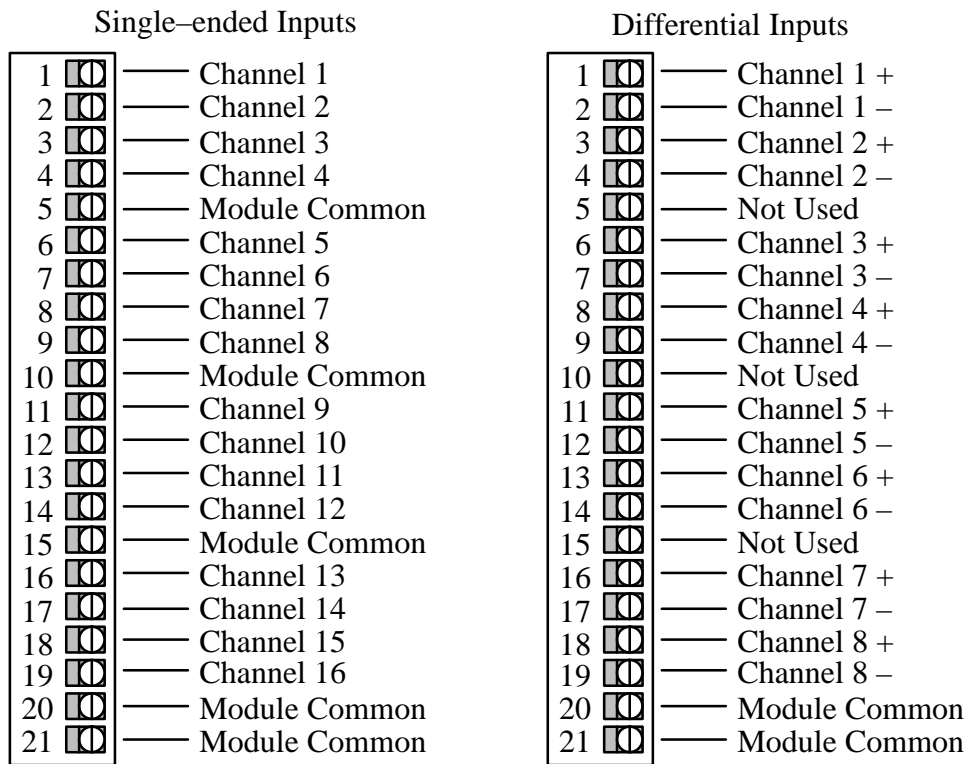 Single–ended Inputs
1 Channel 1
2 Channel 2
3 Channel 3
4 Channel 4
5 Module Common
6 Channel 5
7 Channel 6
8 Channel 7
9 Channel 8
10 Module Common
11 Channel 9
12 Channel 10
13 Channel 11
14 Channel 12
15 Module Common
16 Channel 13
17 Channel 14
18 Channel 15
19 Channel 16
20 Module Common
21 Module Common
Differential Inputs
1 Channel 1 +
2 Channel 1 –
3 Channel 2 +
4 Channel 2 –
5 Not Used
6 Channel 3 +
7 Channel 3 –
8 Channel 4 +
9 Channel 4 –
10 Not Used
11 Channel 5 +
12 Channel 5 –
13 Channel 6 +
14 Channel 6 –
15 Not Used
16 Channel 7 +
17 Channel 7 –
18 Channel 8 +
19 Channel 8 –
20 Module Common
21 Module Common